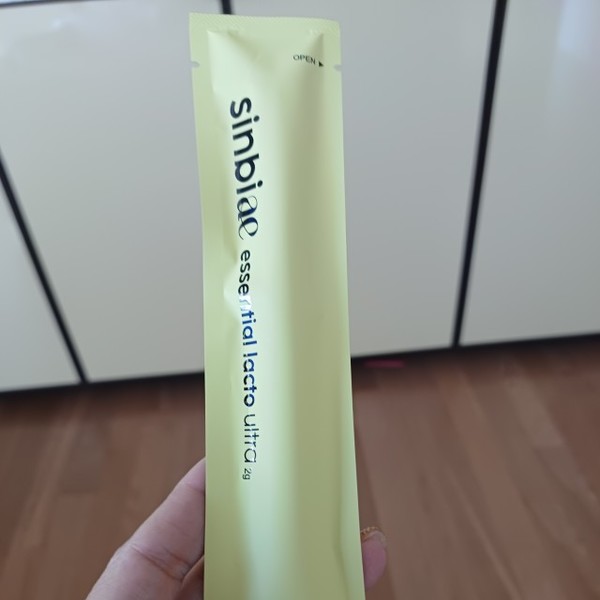 OPEN ▶
sinbiae essential lacto ultra 2g